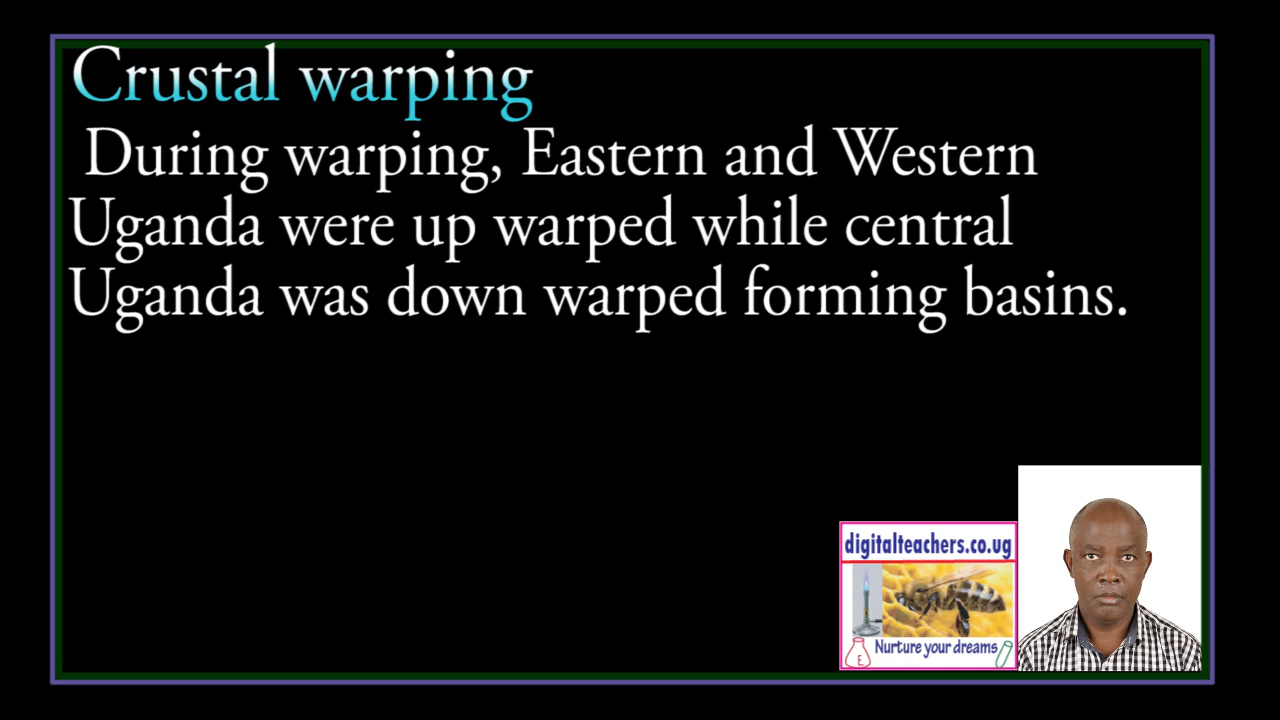 Crustal warping
During warping, Eastern and Western
Uganda were up warped while central
Uganda was down warped forming basins.
digitalteachers.co.ug
E
Nurture your dreams